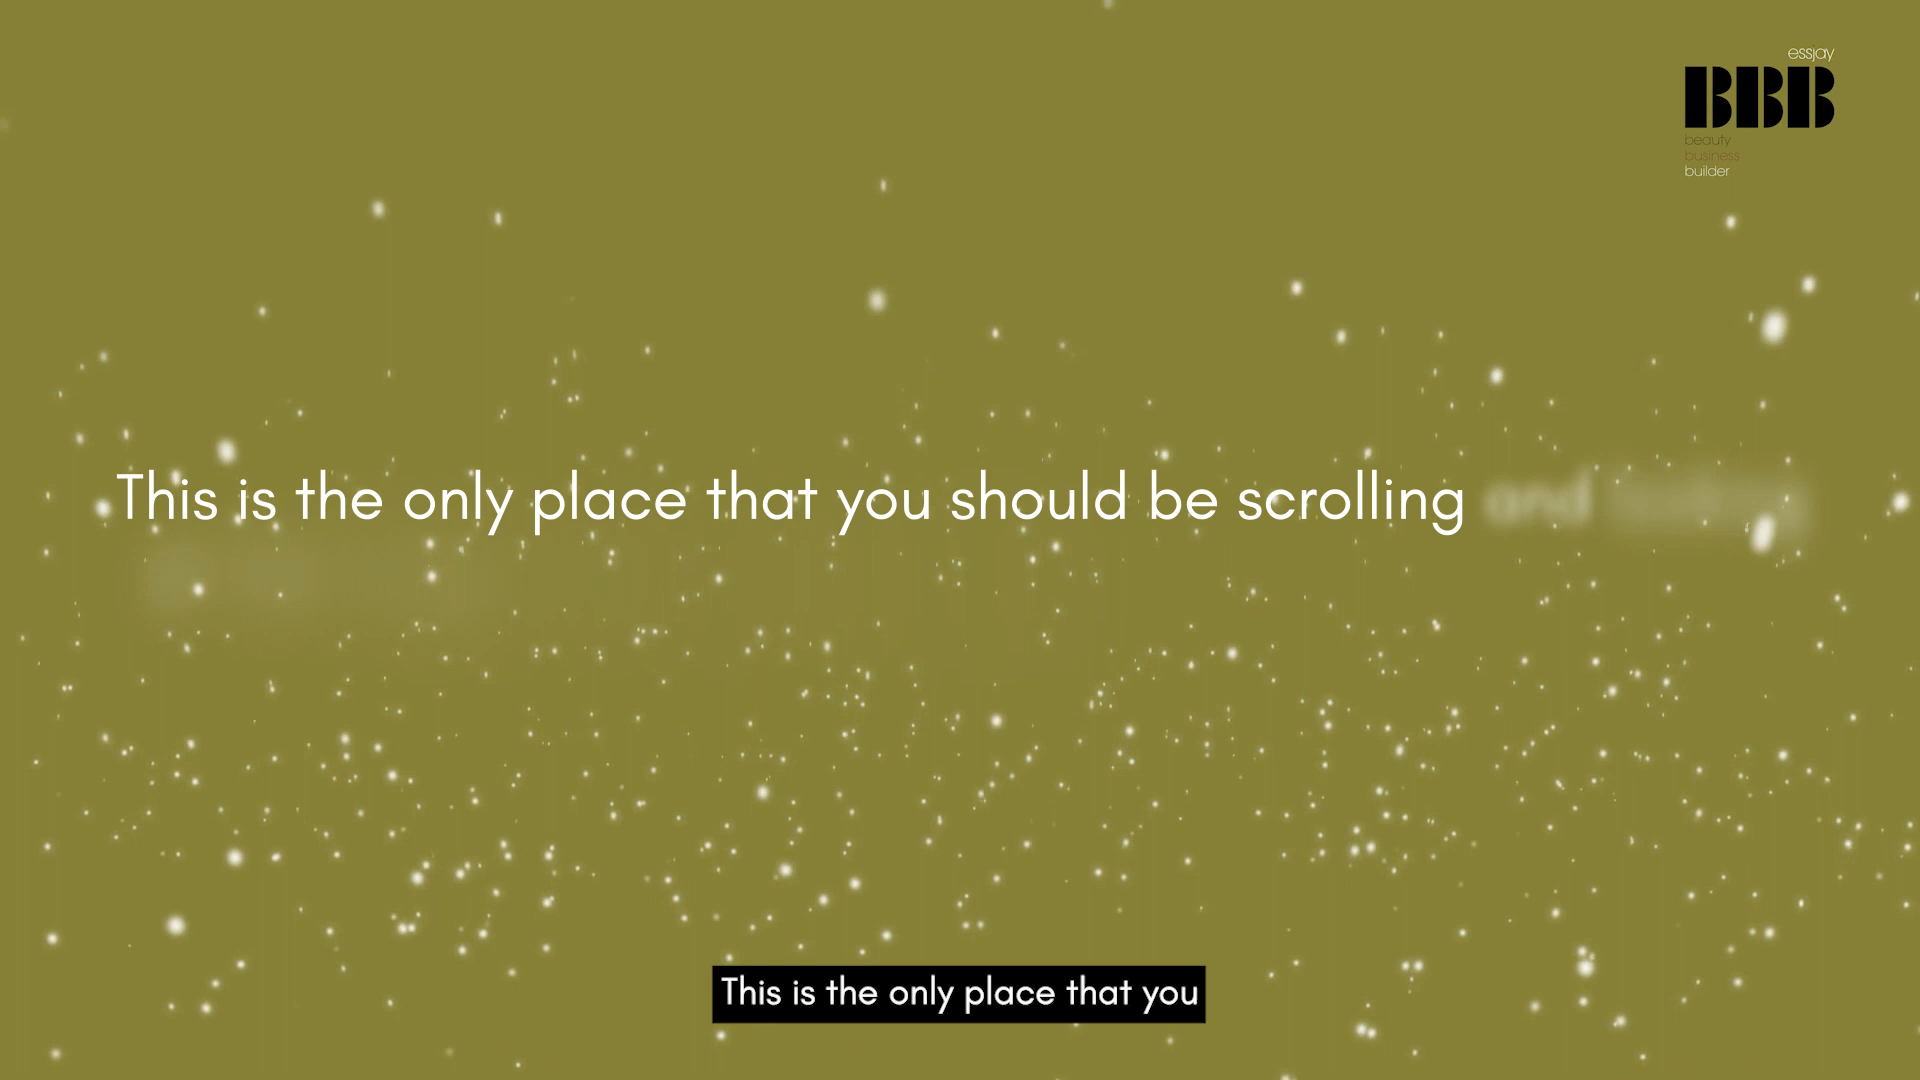 essjay
BBB
beauty
business
builder
This is the only place that you should be scrolling and
This is the only place that you